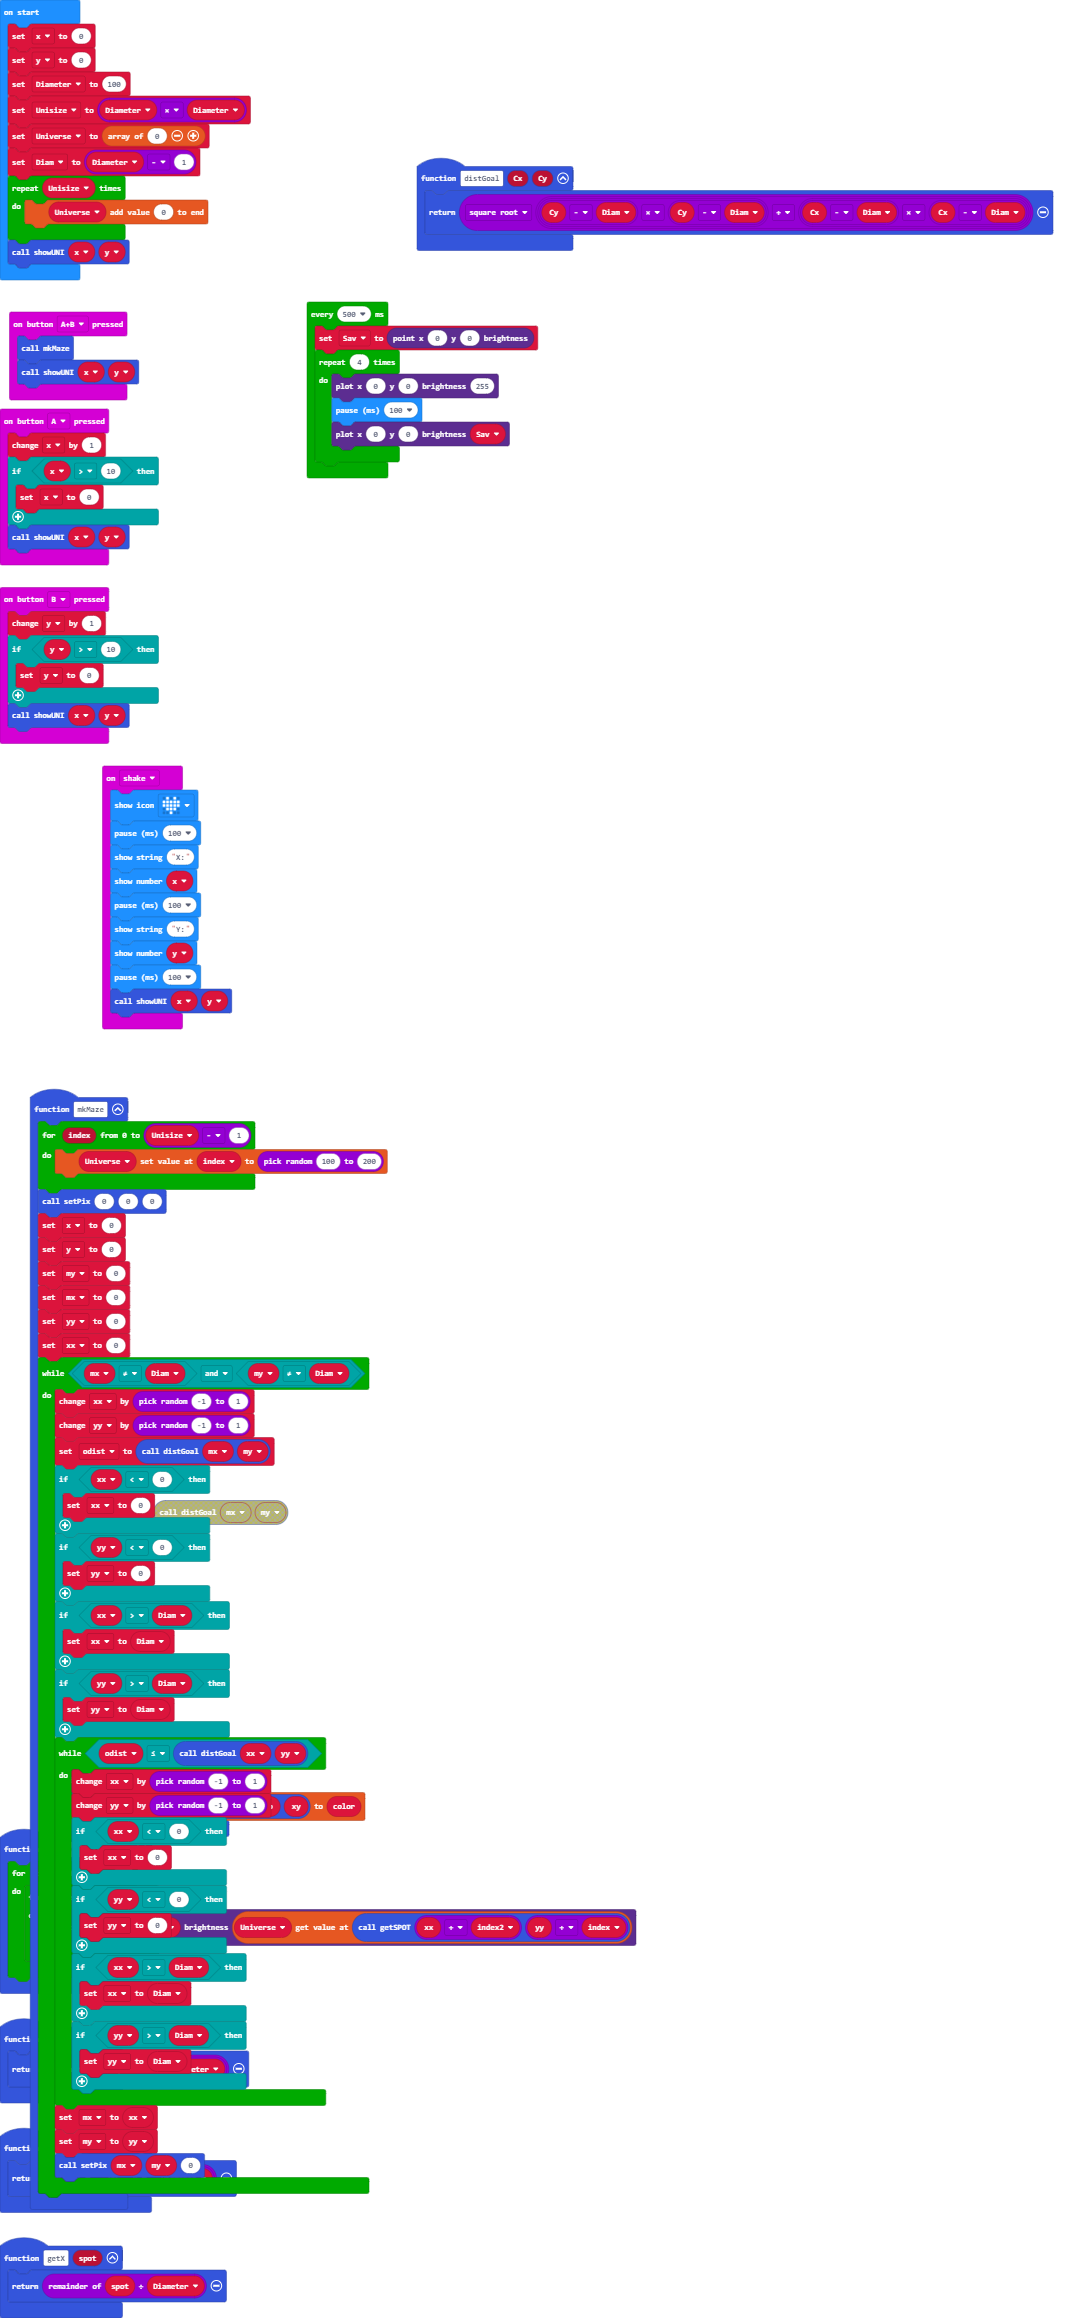 on start
set x to 0
set y to 0
set Diameter to 100
set Unisize to Diameter × Diameter
set Universe to array of 0
set Diam to Diameter - 1
repeat Unisize times
do
Universe add value 0 to end
call showUNI x y
function distGoal Cx Cy
return square root Cy - Diam × Cy - Diam + Cx - Diam × Cx - Diam
on button A+B pressed
call mkMaze
call showUNI x y
every 500 ms
set Sav to point x 0 y 0 brightness
repeat 4 times
do
plot x 0 y 0 brightness 255
pause (ms) 100
plot x 0 y 0 brightness Sav
on button A pressed
change x by 1
if x > 10 then
set x to 0
call showUNI x y
on button B pressed
change y by 1
if y > 10 then
set y to 0
call showUNI x y
on shake
show icon
pause (ms) 100
show string "X:"
show number x
pause (ms) 100
show string "Y:"
show number y
pause (ms) 100
call showUNI x y
function mkMaze
for index from 0 to Unisize - 1
do
Universe set value at index to pick random 100 to 200
call setPix 0 0 0
set x to 0
set y to 0
set my to 0
set mx to 0
set yy to 0
set xx to 0
while mx ≠ Diam and my ≠ Diam
do
change xx by pick random -1 to 1
change yy by pick random -1 to 1
set odist to call distGoal mx my
if xx < 0 then
set xx to 0
call distGoal mx my
if yy < 0 then
set yy to 0
if xx > Diam then
set xx to Diam
if yy > Diam then
set yy to Diam
while odist ≤ call distGoal xx yy
do
change xx by pick random -1 to 1
change yy by pick random -1 to 1
xy to color
if xx < 0 then
set xx to 0
if yy < 0 then
set yy to 0
brightness Universe get value at call getSPOT xx + index2 yy + index
if xx > Diam then
set xx to Diam
if yy > Diam then
set yy to Diam
eter
set mx to xx
set my to yy
call setPix mx my 0
functi
for
do
functi
retu
functi
retu
function getX spot
return remainder of spot ÷ Diameter